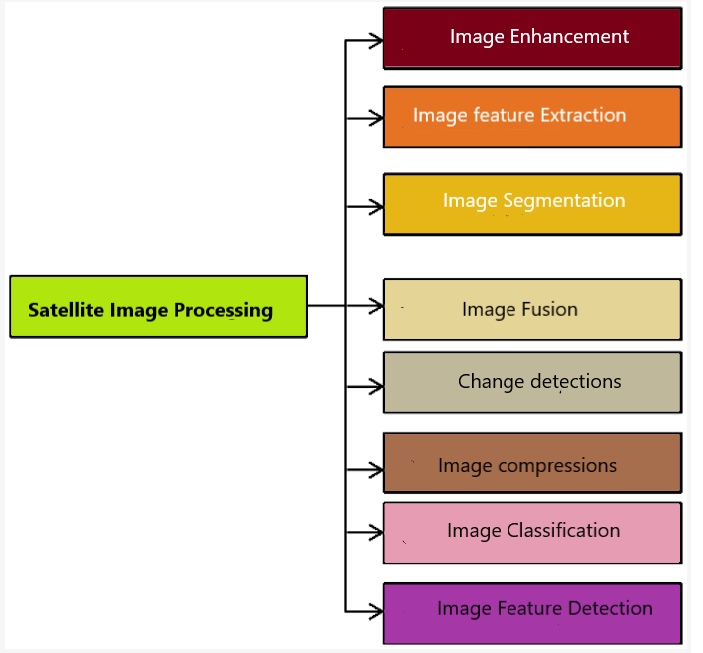 Image Enhancement
Image feature Extraction
Image Segmentation
Satellite Image Processing
Image Fusion
Change detections
Image compressions
Image Classification
Image Feature Detection